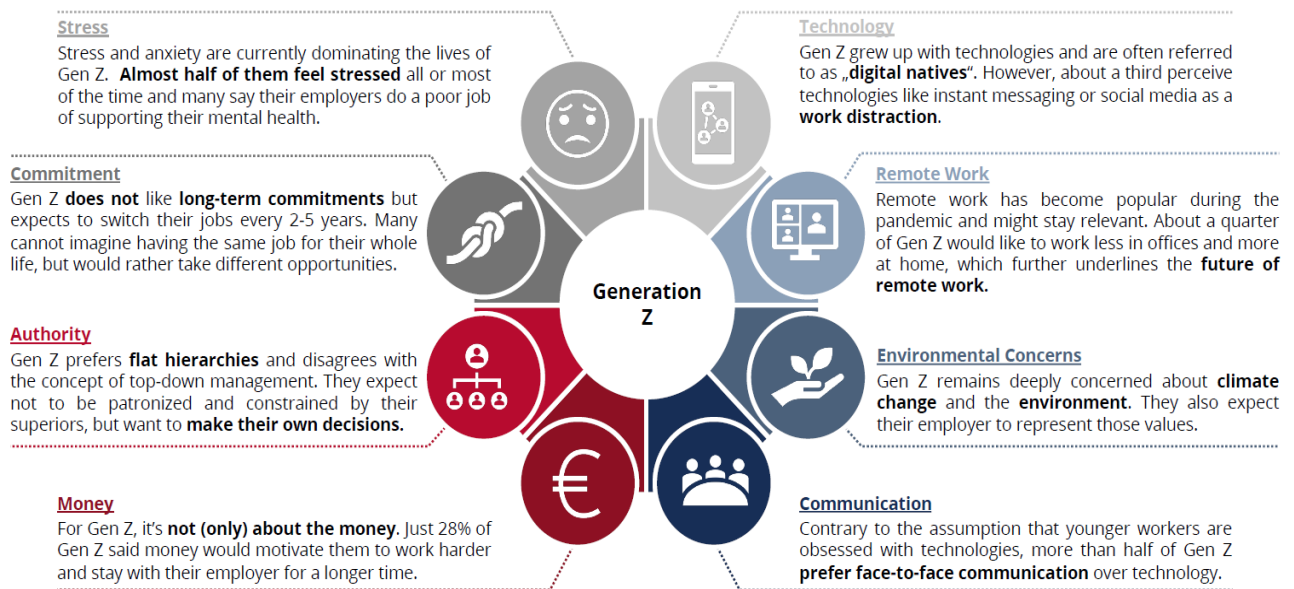 Stress
Stress and anxiety are currently dominating the lives of
Gen Z. Almost half of them feel stressed all or most
of the time and many say their employers do a poor job
of supporting their mental health.
Technology
Gen Z grew up with technologies and are often referred
to as „digital natives“. However, about a third perceive
technologies like instant messaging or social media as a
work distraction.
Commitment
Gen Z does not like long-term commitments but
expects to switch their jobs every 2-5 years. Many
cannot imagine having the same job for their whole
life, but would rather take different opportunities.
Remote Work
Remote work has become popular during the
pandemic and might stay relevant. About a quarter
of Gen Z would like to work less in offices and more
at home, which further underlines the future of
remote work.
Generation
Z
Authority
Gen Z prefers flat hierarchies and disagrees with
the concept of top-down management. They expect
not to be patronized and constrained by their
superiors, but want to make their own decisions.
Environmental Concerns
Gen Z remains deeply concerned about climate
change and the environment. They also expect
their employer to represent those values.
Money
For Gen Z, it’s not (only) about the money. Just 28% of
Gen Z said money would motivate them to work harder
and stay with their employer for a longer time.
€
Communication
Contrary to the assumption that younger workers are
obsessed with technologies, more than half of Gen Z
prefer face-to-face communication over technology.